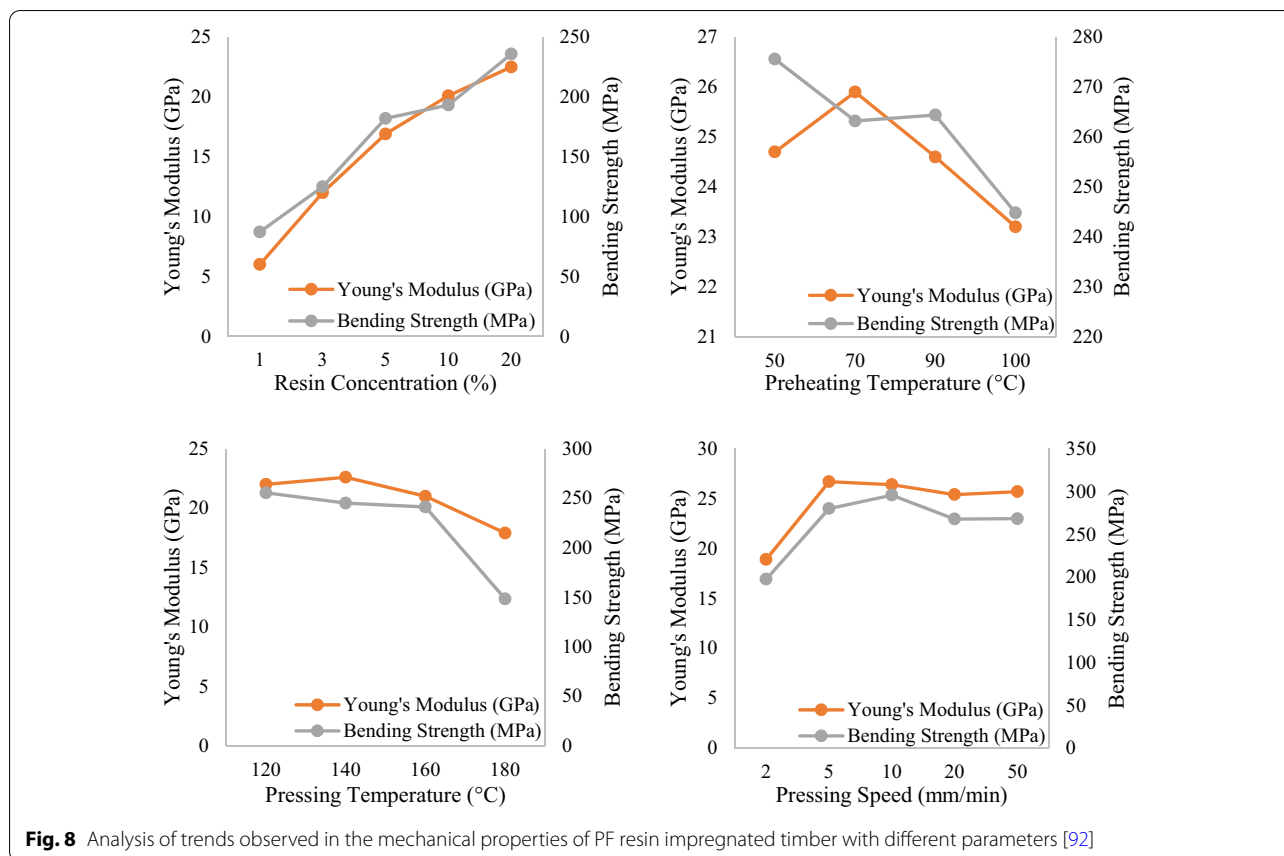 25
20
15
10
5
0
Young's Modulus (GPa)
250
200
150
100
50
0
Bending Strength (MPa)
Young's Modulus (GPa)
Bending Strength (MPa)
1 3 5 10 20
Resin Concentration (%)
27
26
25
24
23
22
21
Young's Modulus (GPa)
280
270
260
250
240
230
220
Bending Strength (MPa)
Young's Modulus (GPa)
Bending Strength (MPa)
50 70 90 100
Preheating Temperature (°C)
25
20
15
10
5
0
Young's Modulus (GPa)
300
250
200
150
100
50
0
Bending Strength (MPa)
Young's Modulus (GPa)
Bending Strength (MPa)
120 140 160 180
Pressing Temperature (°C)
30
25
20
15
10
5
0
Young's Modulus (GPa)
350
300
250
200
150
100
50
0
Bending Strength (MPa)
Young's Modulus (GPa)
Bending Strength (MPa)
2 5 10 20 50
Pressing Speed (mm/min)
Fig. 8 Analysis of trends observed in the mechanical properties of PF resin impregnated timber with different parameters [92]